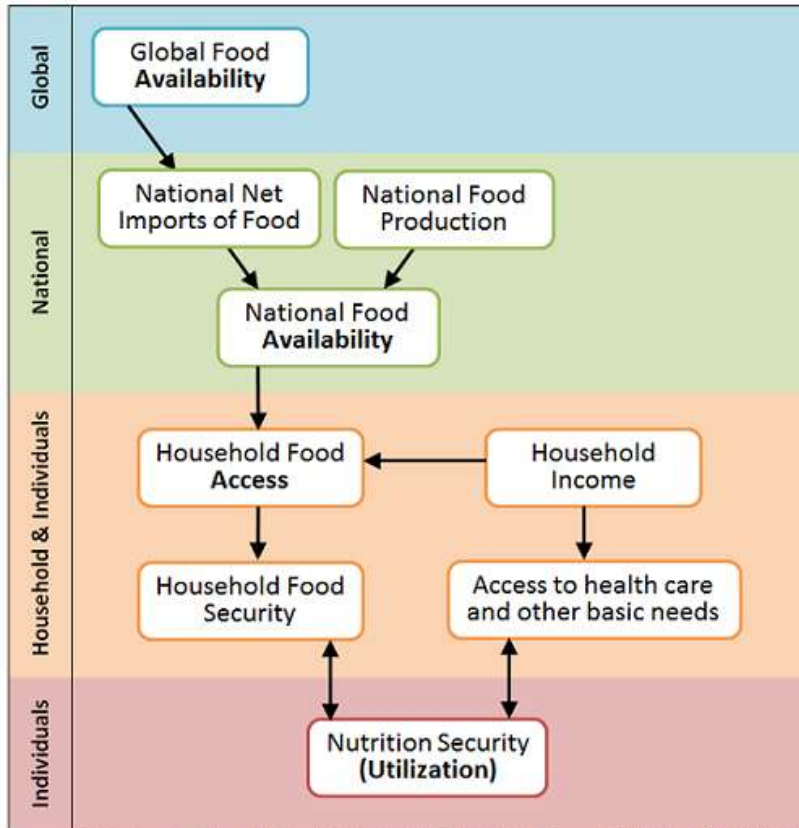 Global
Global Food
Availability
National
National Net
Imports of Food
National Food
Production
National Food
Availability
Household & Individuals
Household Food
Access
Household
Income
Household Food
Security
Access to health care
and other basic needs
Individuals
Nutrition Security
(Utilization)